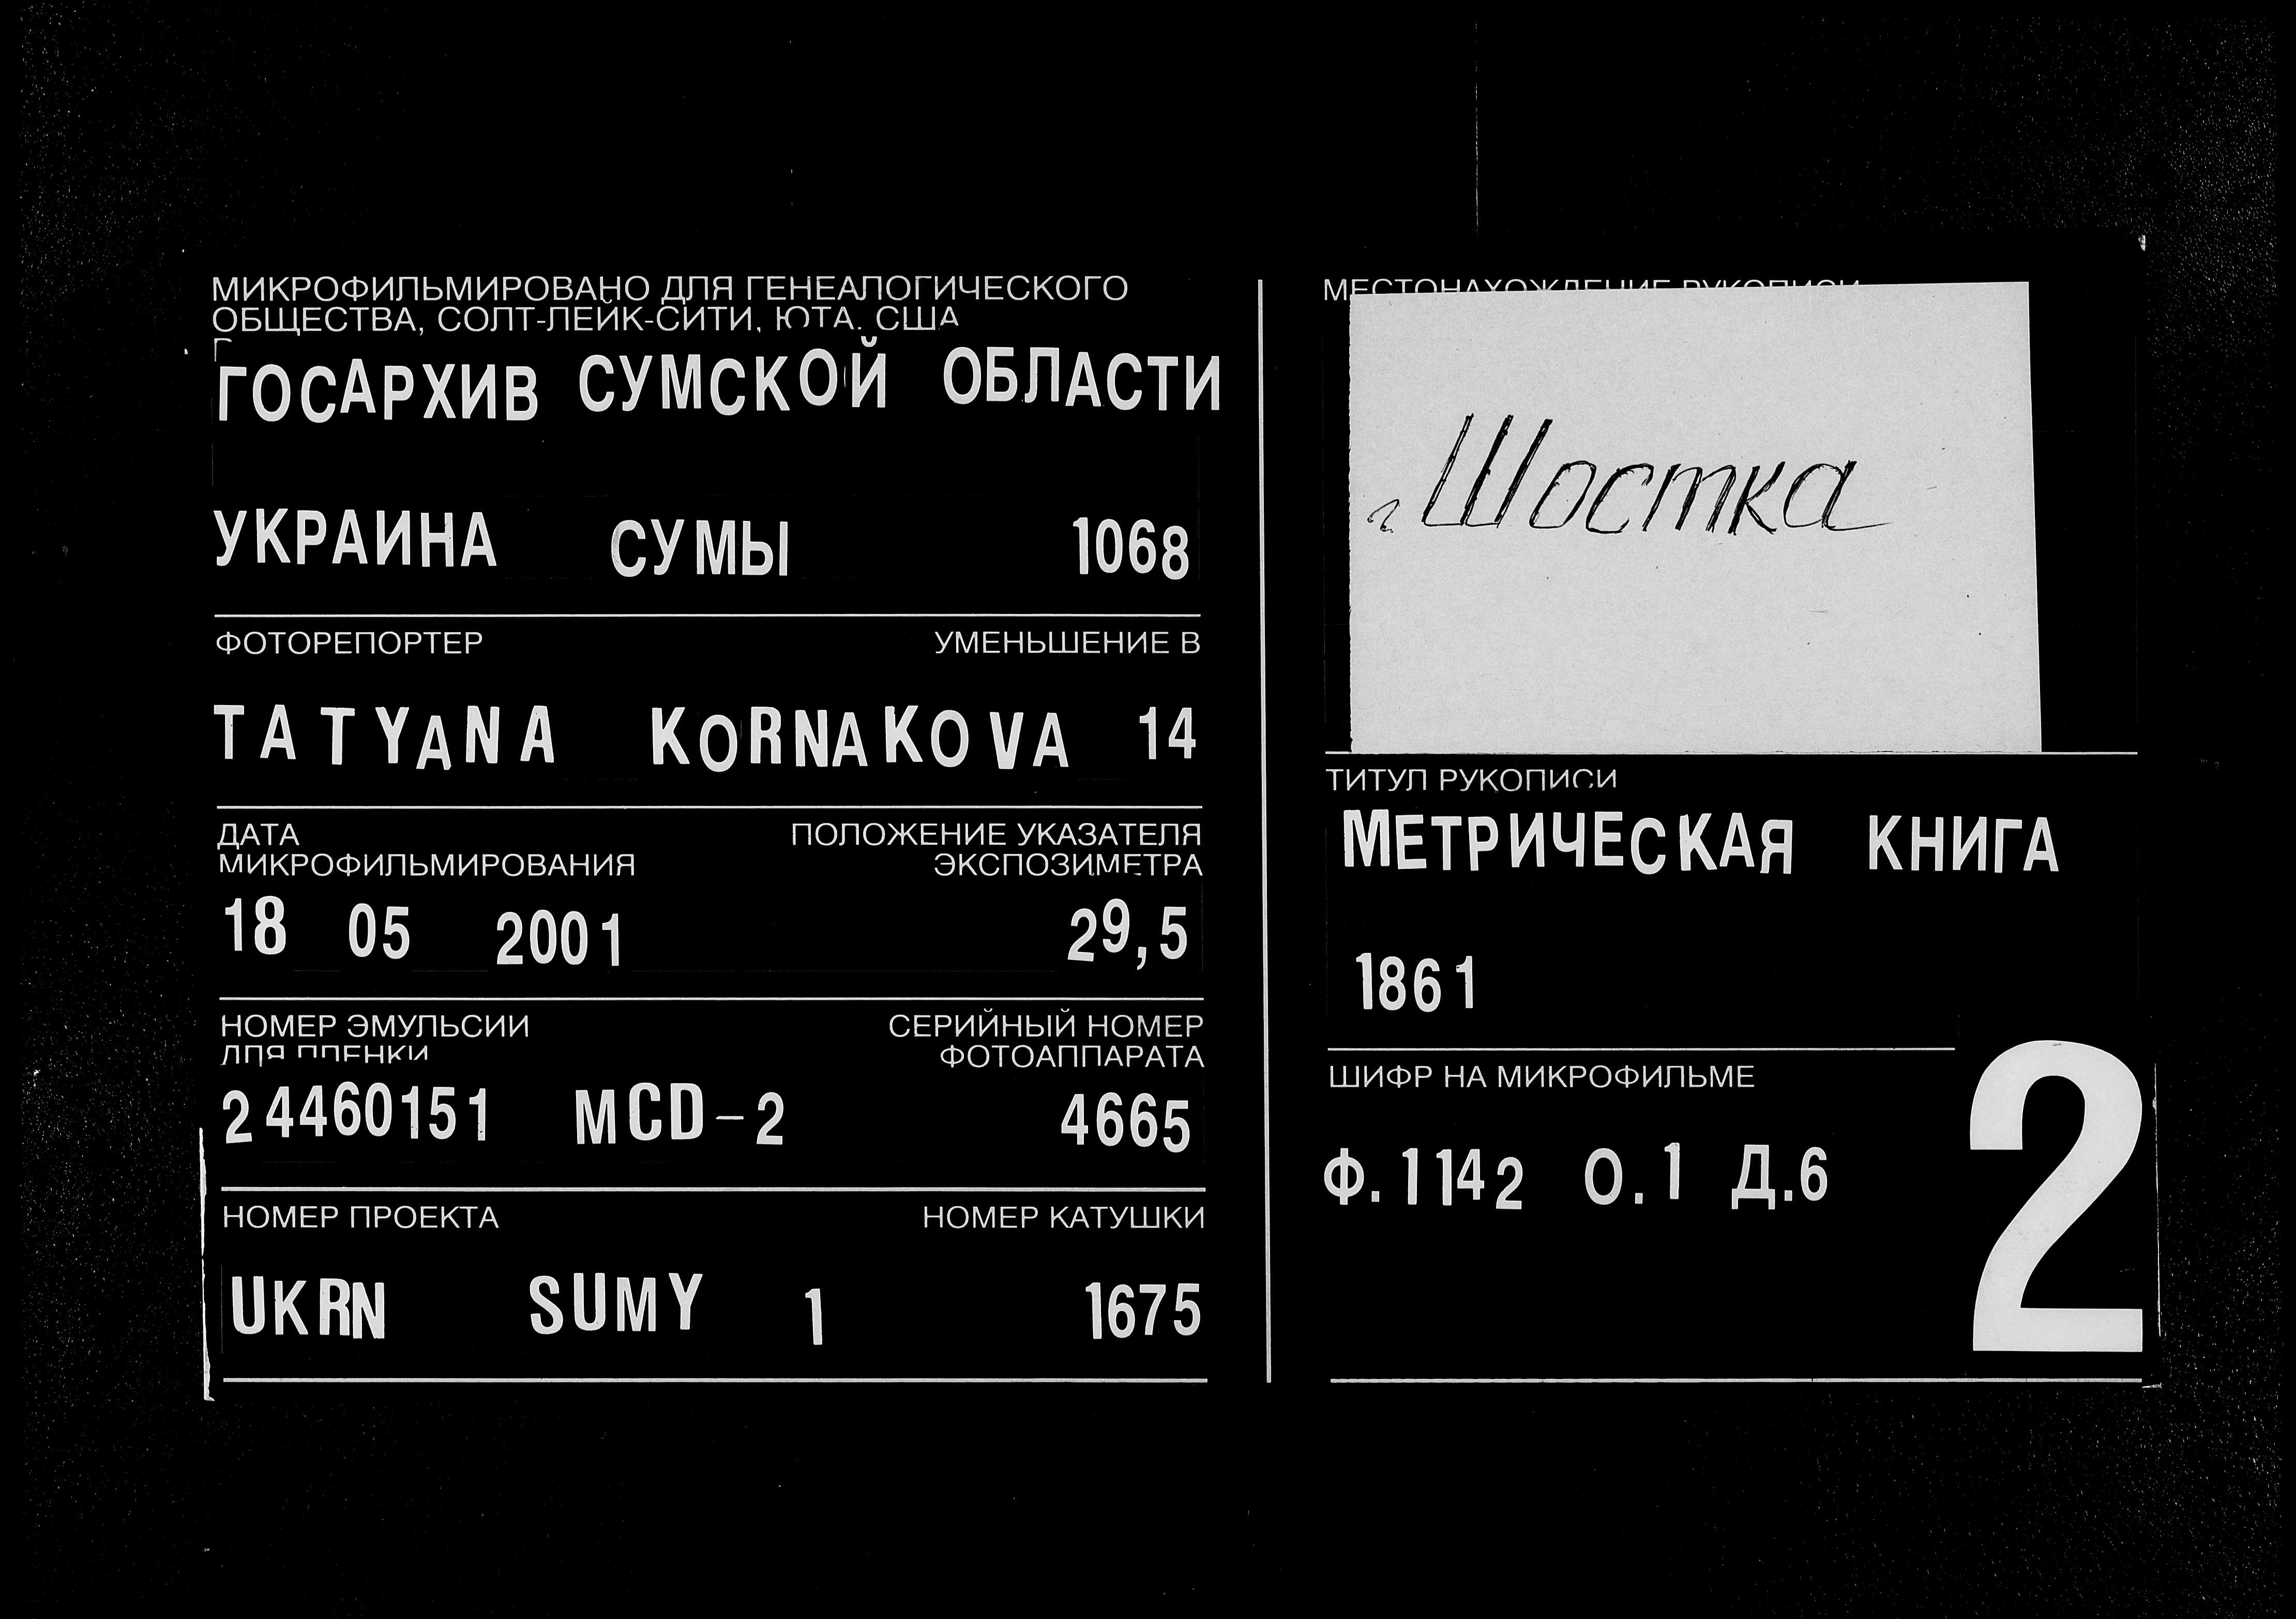 МИКРОФИЛЬМИРОВАНО ДЛЯ ГЕНЕАЛОГИЧЕСКОГО
ОБЩЕСТВА, СОЛТ-ЛЕЙК-СИТИ, ЮТА, США
ГОСАРХИВ СУМСКОЙ ОБЛАСТИ
УКРАИНА СУМЫ 1068
ФОТОРЕПОРТЕР УМЕНЬШЕНИЕ В
TATYANA KORNAKOVA 14
ДАТА ПОЛОЖЕНИЕ УКАЗАТЕЛЯ
МИКРОФИЛЬМИРОВАНИЯ ЭКСПОЗИМЕТРА
18 05 2001 29,5
НОМЕР ЭМУЛЬСИИ СЕРИЙНЫЙ НОМЕР
ДЛЯ ПЛЕНКИ ФОТОАППАРАТА
24460151 MCD-2 4665
НОМЕР ПРОЕКТА НОМЕР КАТУШКИ
UKRN SUMY 1 1675
МЕСТОНАХОЖДЕНИЕ РУКОПИСИ
г. Шостка
ТИТУЛ РУКОПИСИ
МЕТРИЧЕСКАЯ КНИГА
1861
ШИФР НА МИКРОФИЛЬМЕ
Ф.1142 О.1 Д.6
2